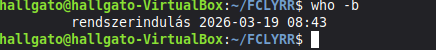 hallgato@hallgato-VirtualBox:~/FCLYRR$ who -b
rendszerindulás 2026-03-19 08:43
hallgato@hallgato-VirtualBox:~/FCLYRR$